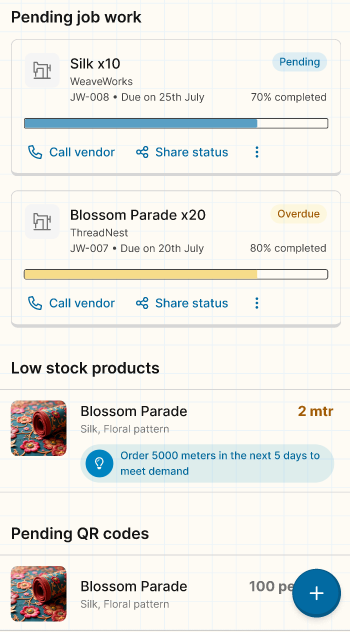 Pending job work
Silk x10
Pending
WeaveWorks
JW-008 • Due on 25th July
70% completed
Call vendor
Share status
Blossom Parade x20
Overdue
ThreadNest
JW-007 • Due on 20th July
80% completed
Call vendor
Share status
Low stock products
Blossom Parade
2 mtr
Silk, Floral pattern
Order 5000 meters in the next 5 days to
meet demand
Pending QR codes
Blossom Parade
100
Silk, Floral pattern